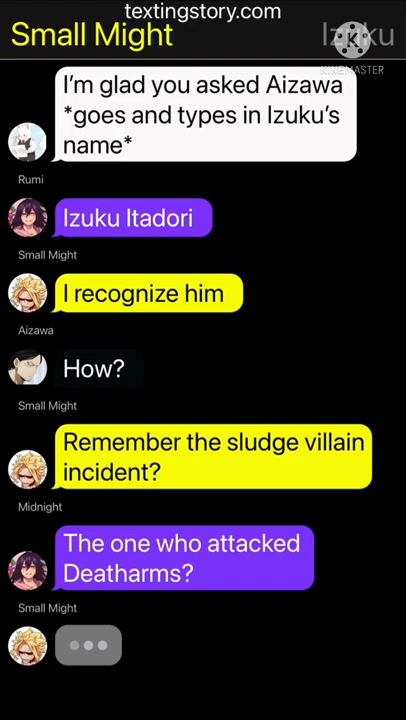 textingstory.com
Small Might
Izuku
KINEMASTER
I'm glad you asked Aizawa
*goes and types in Izuku's
name*
Rumi
Izuku Itadori
Small Might
I recognize him
Aizawa
How?
Small Might
Remember the sludge villain
incident?
Midnight
The one who attacked
Deatharms?
Small Might